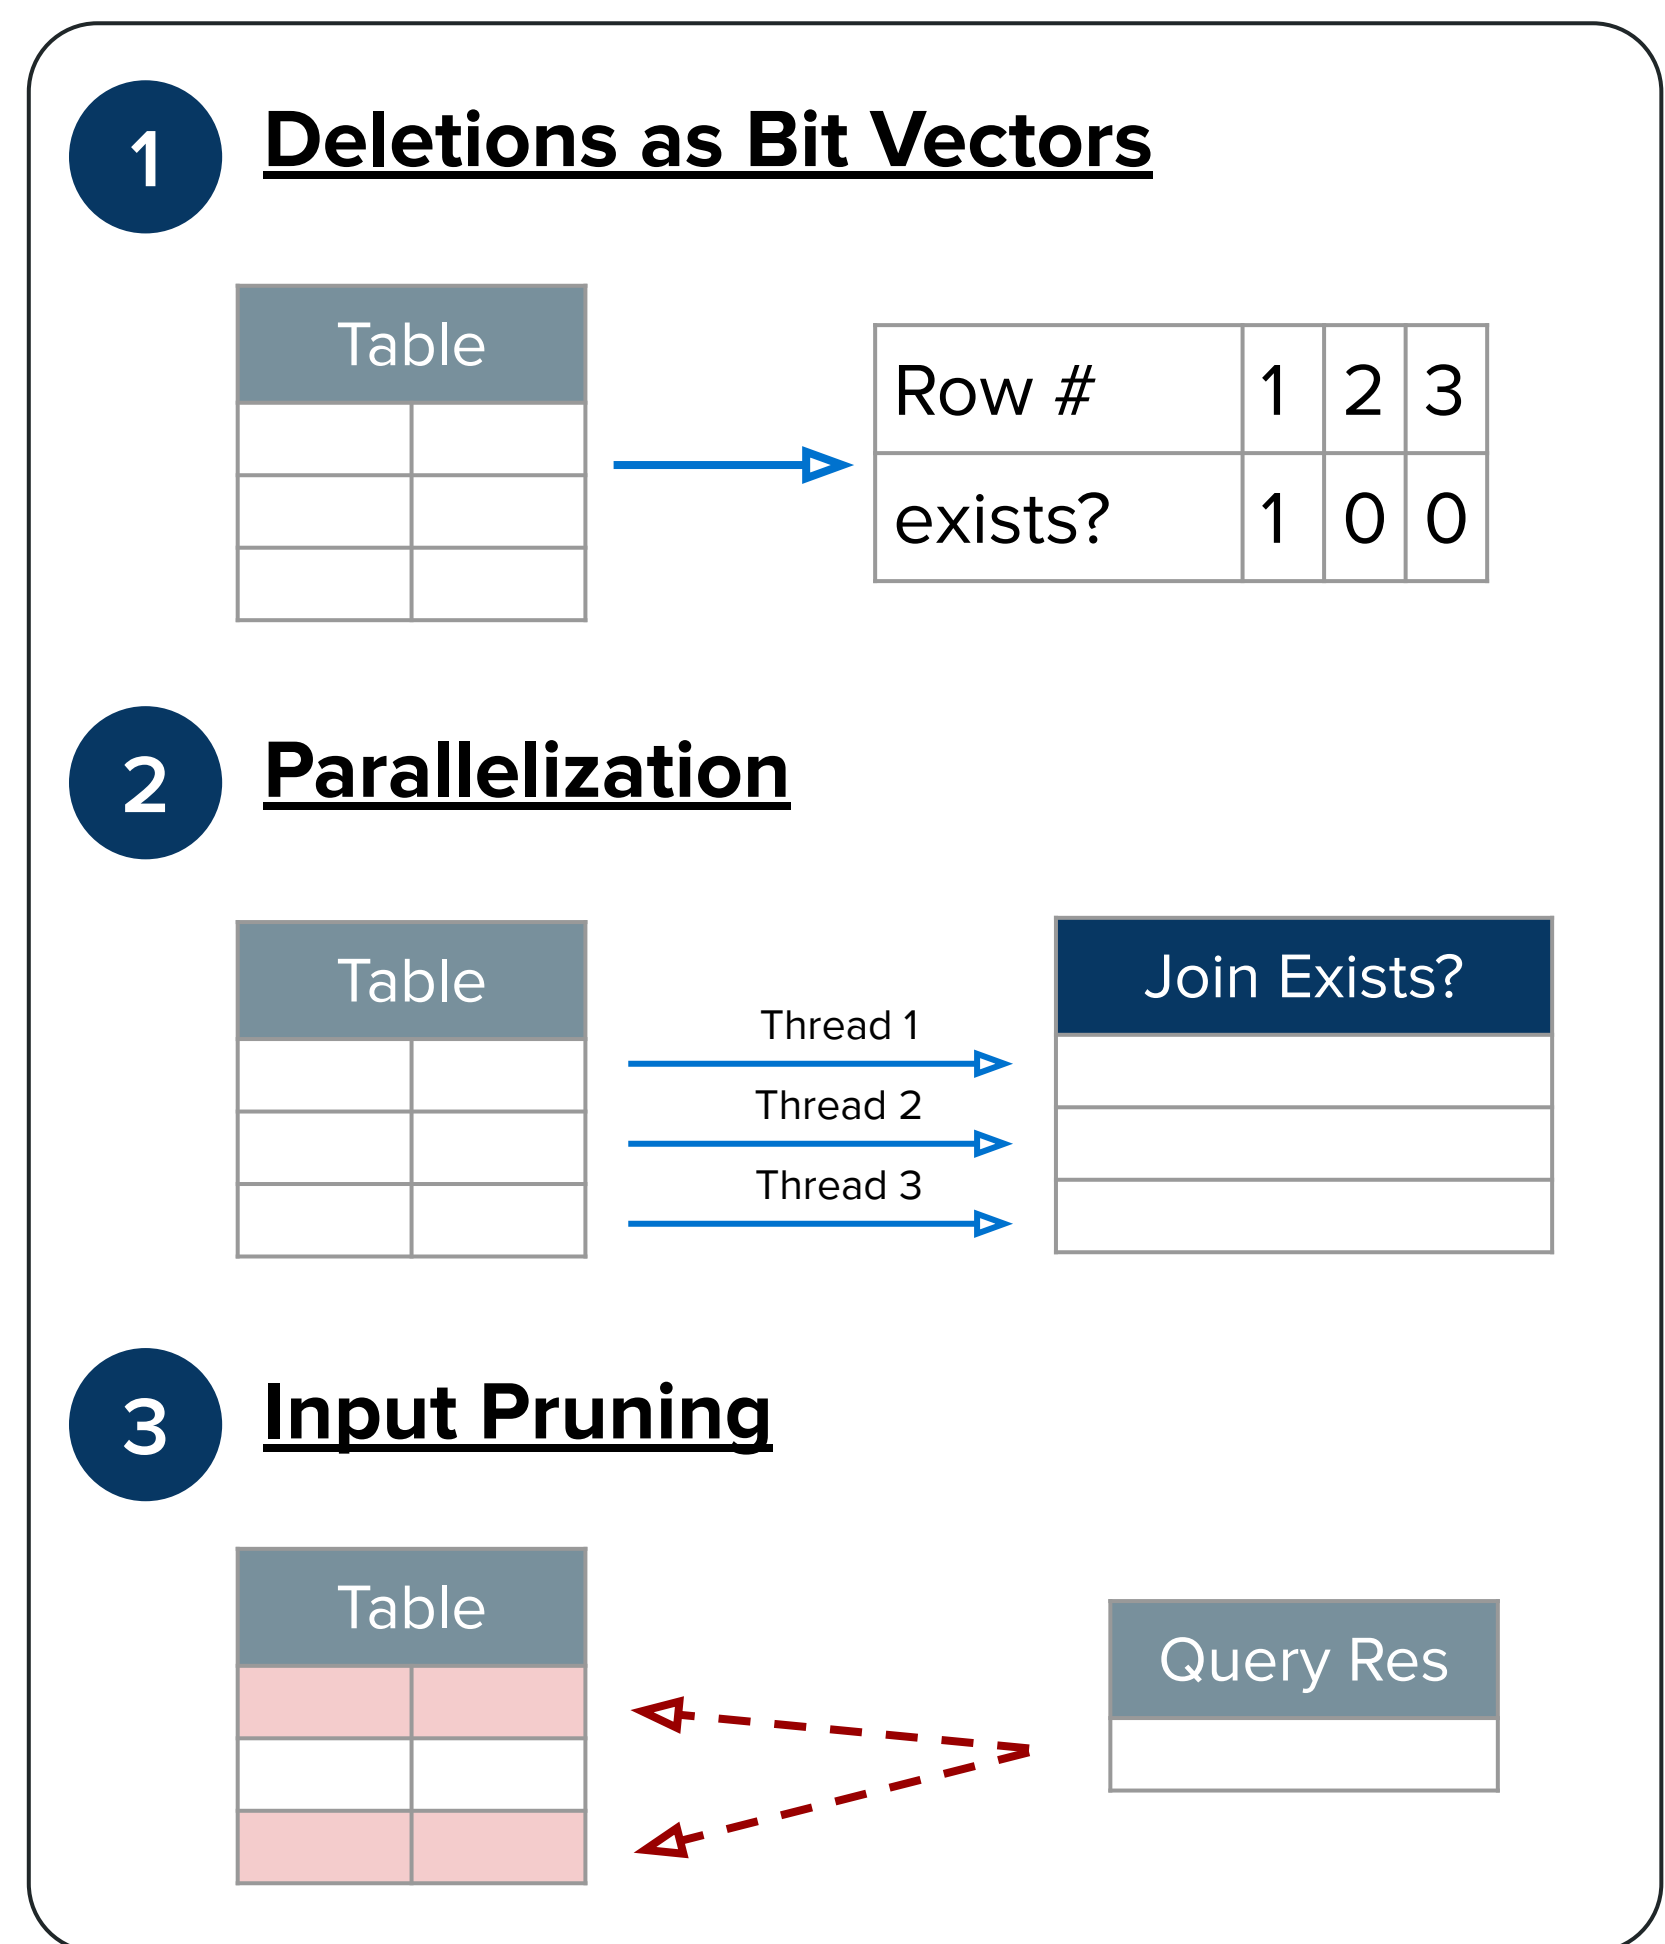 1
Deletions as Bit Vectors
Table
Row # 1 2 3
exists? 1 0 0
2
Parallelization
Table
Join Exists?
Thread 1
Thread 2
Thread 3
3
Input Pruning
Table
Query Res